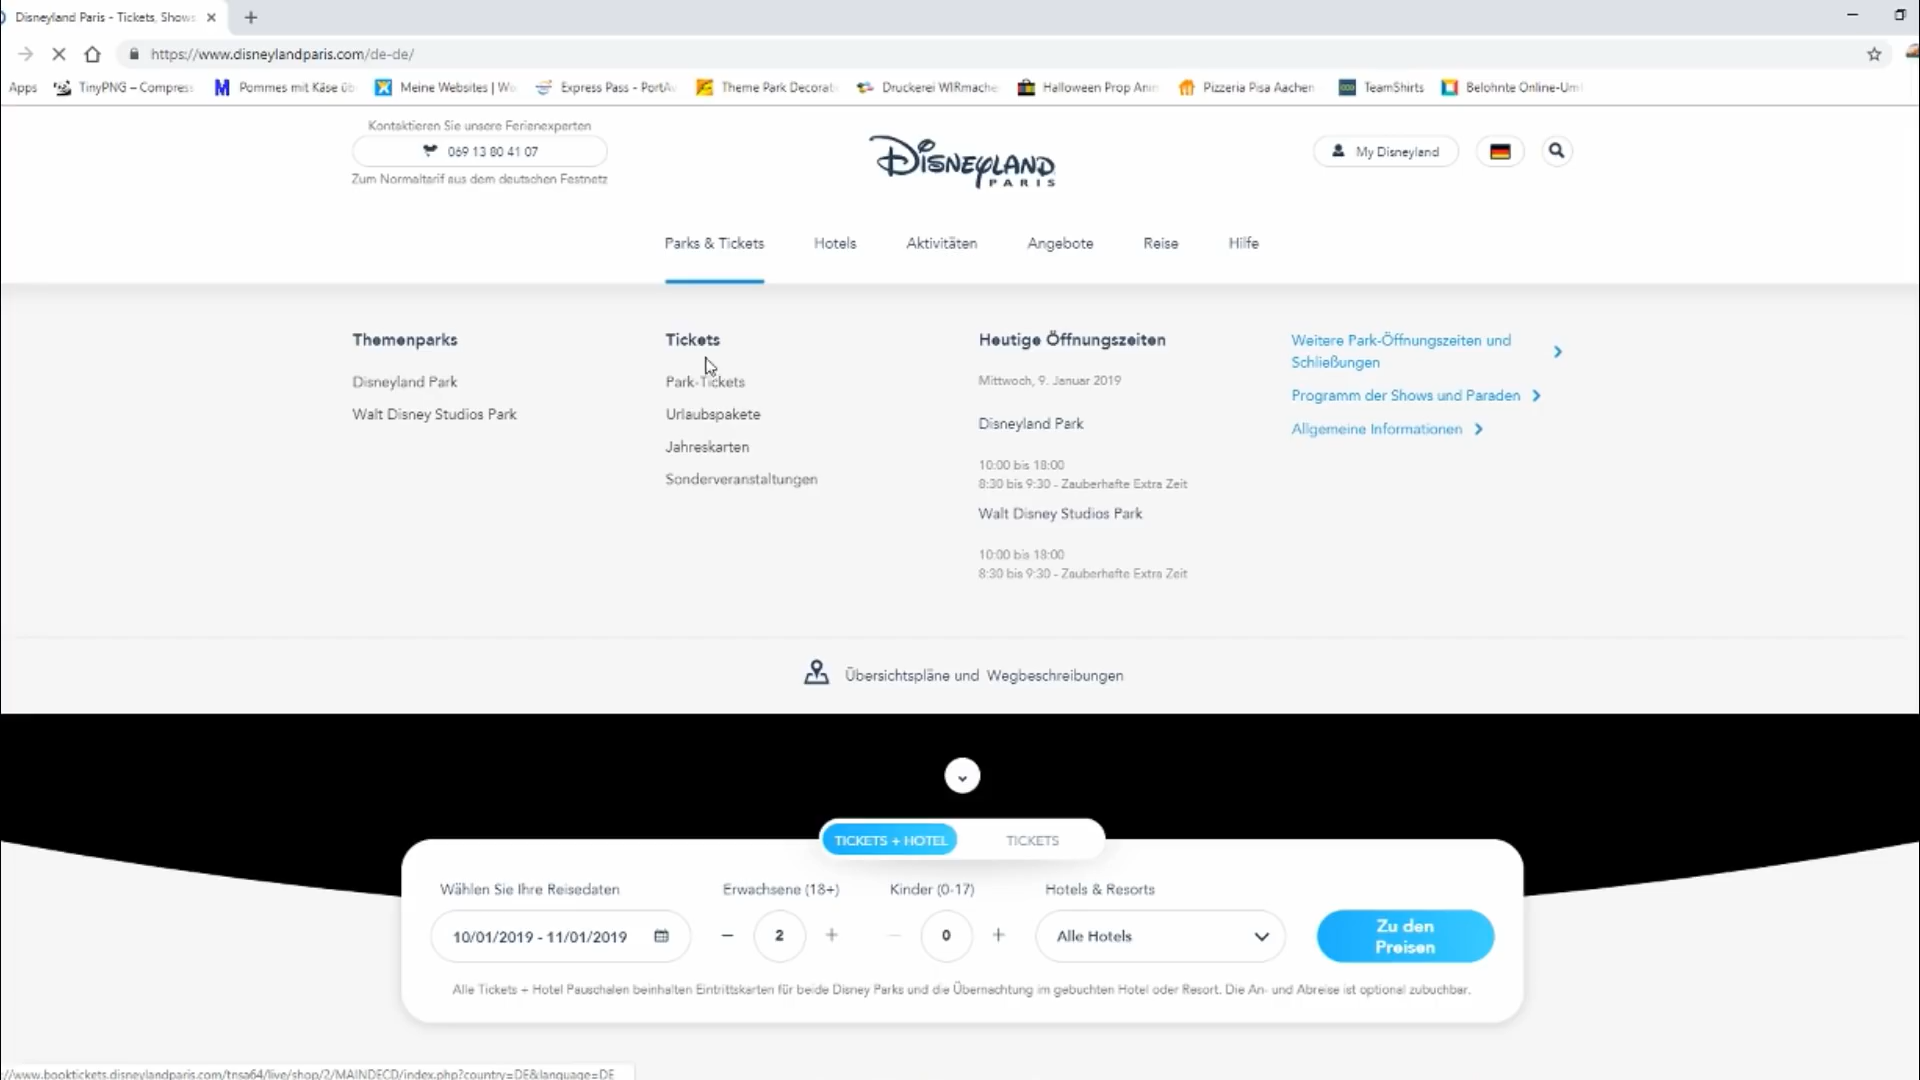 Disneyland Paris - Tickets, Shows
https://www.disneylandparis.com/de-de/
Apps
TinyPNG – Compress
Pommes mit Käse üb
Meine Websites | Wo
Express Pass - PortAv
Theme Park Decorat
Druckerei WIRmache
Halloween Prop Anim
Pizzeria Pisa Aachen
TeamShirts
Belohnte Online-Um
Kontaktieren Sie unsere Ferienexperten
069 13 80 41 07
Zum Normaltarif aus dem deutschen Festnetz
DISNEYLAND
PARIS
My Disneyland
Parks & Tickets
Hotels
Aktivitäten
Angebote
Reise
Hilfe
Themenparks
Disneyland Park
Walt Disney Studios Park
Tickets
Park-Tickets
Urlaubspakete
Jahreskarten
Sonderveranstaltungen
Heutige Öffnungszeiten
Mittwoch, 9. Januar 2019
Disneyland Park
10:00 bis 18:00
8:30 bis 9:30 - Zauberhafte Extra Zeit
Walt Disney Studios Park
10:00 bis 18:00
8:30 bis 9:30 - Zauberhafte Extra Zeit
Weitere Park-Öffnungszeiten und
Schließungen
Programm der Shows und Paraden
Allgemeine Informationen
Übersichtspläne und Wegbeschreibungen
TICKETS + HOTEL
TICKETS
Wählen Sie Ihre Reisedaten
Erwachsene (18+)
Kinder (0-17)
Hotels & Resorts
10/01/2019 - 11/01/2019
− 2 +
− 0 +
Alle Hotels
Zu den
Preisen
Alle Tickets + Hotel Pauschalen beinhalten Eintrittskarten für beide Disney Parks und die Übernachtung im gebuchten Hotel oder Resort. Die An- und Abreise ist optional zubuchbar.
://www.booktickets.disneylandparis.com/tnsa64/live/shop/2/MAINDECD/index.php?country=DE&language=DE